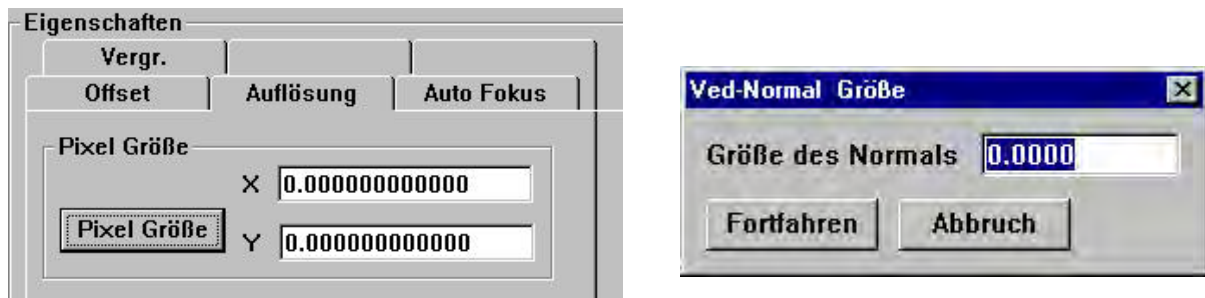 Eigenschaften
Vergr.
Offset Auflösung Auto Fokus
Pixel Größe
X 0.000000000000
Pixel Größe
Y 0.000000000000
Ved-Normal Größe
Größe des Normals 0.0000
Fortfahren Abbruch